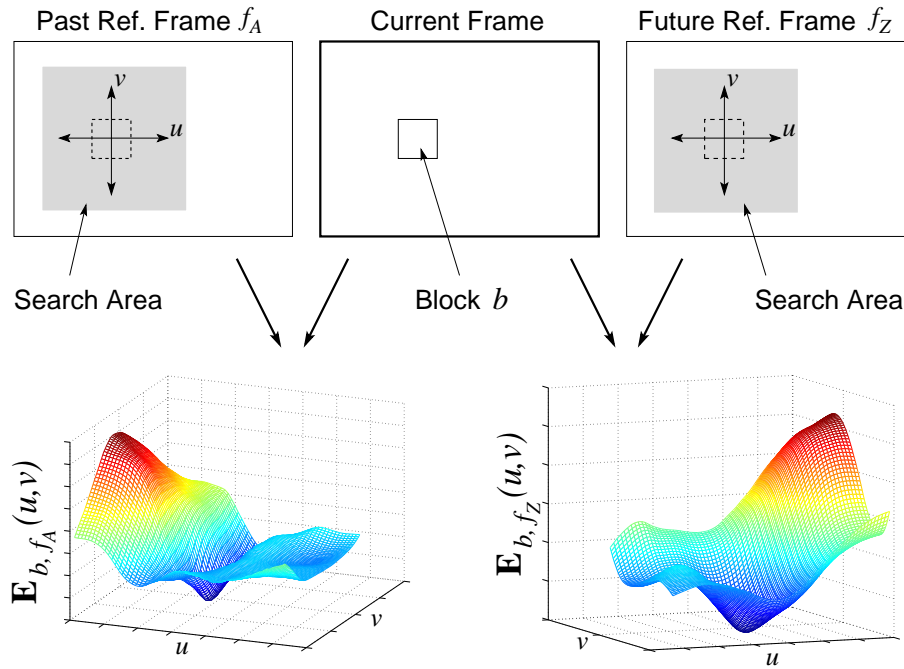 Past Ref. Frame f_A
Current Frame
Future Ref. Frame f_Z
v
u
v
u
Search Area
Block b
Search Area
E_{b, f_A}(u,v)
u
v
E_{b, f_Z}(u,v)
v
u